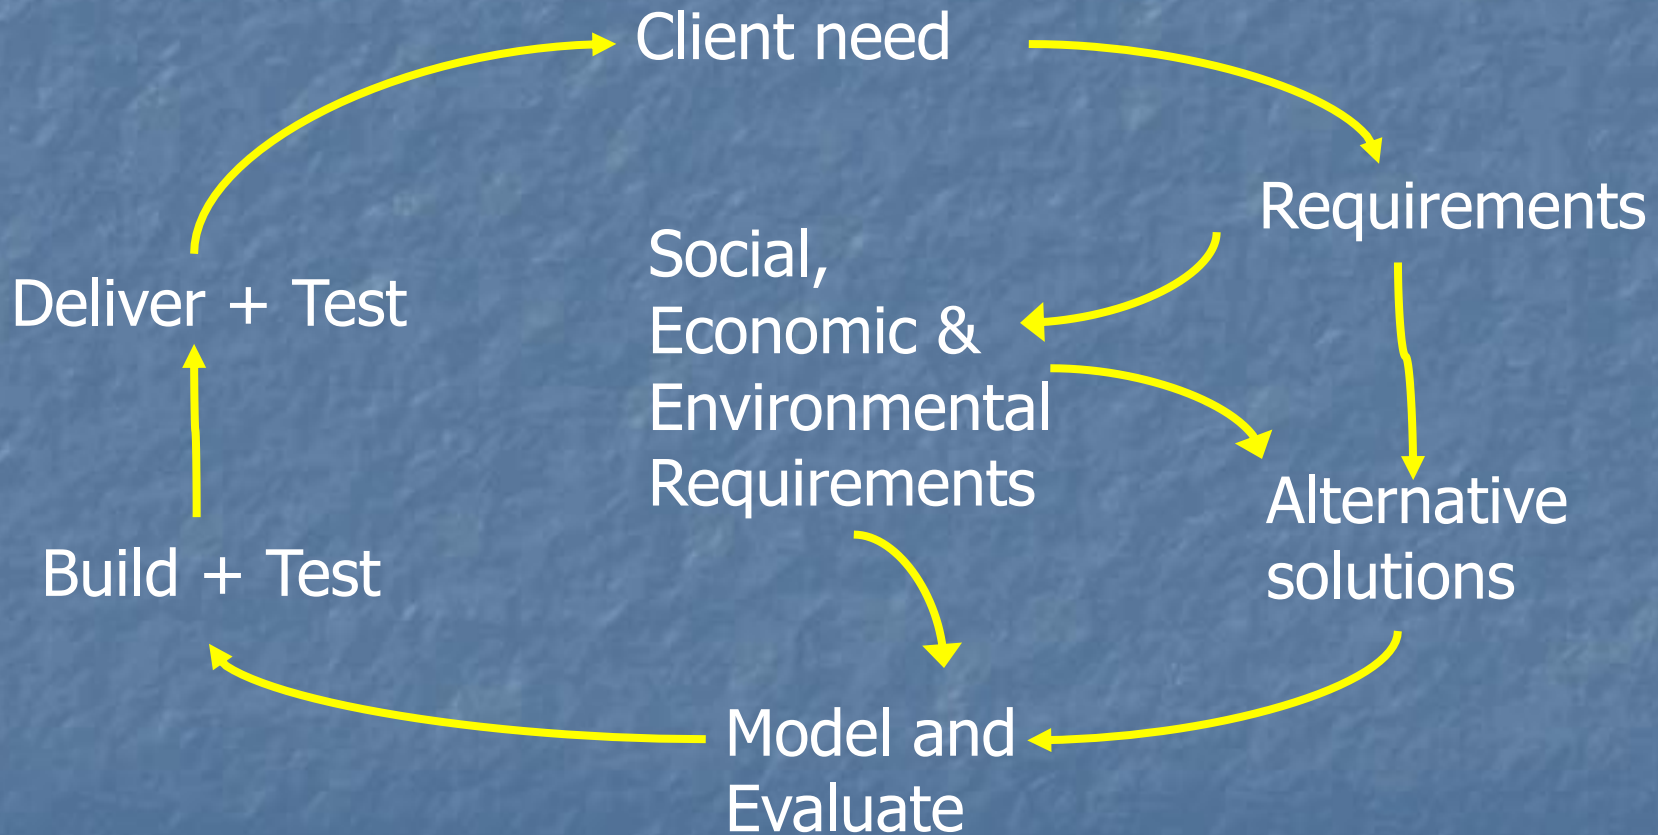 Client need
Requirements
Social,
Economic &
Environmental
Requirements
Alternative
solutions
Model and
Evaluate
Build + Test
Deliver + Test